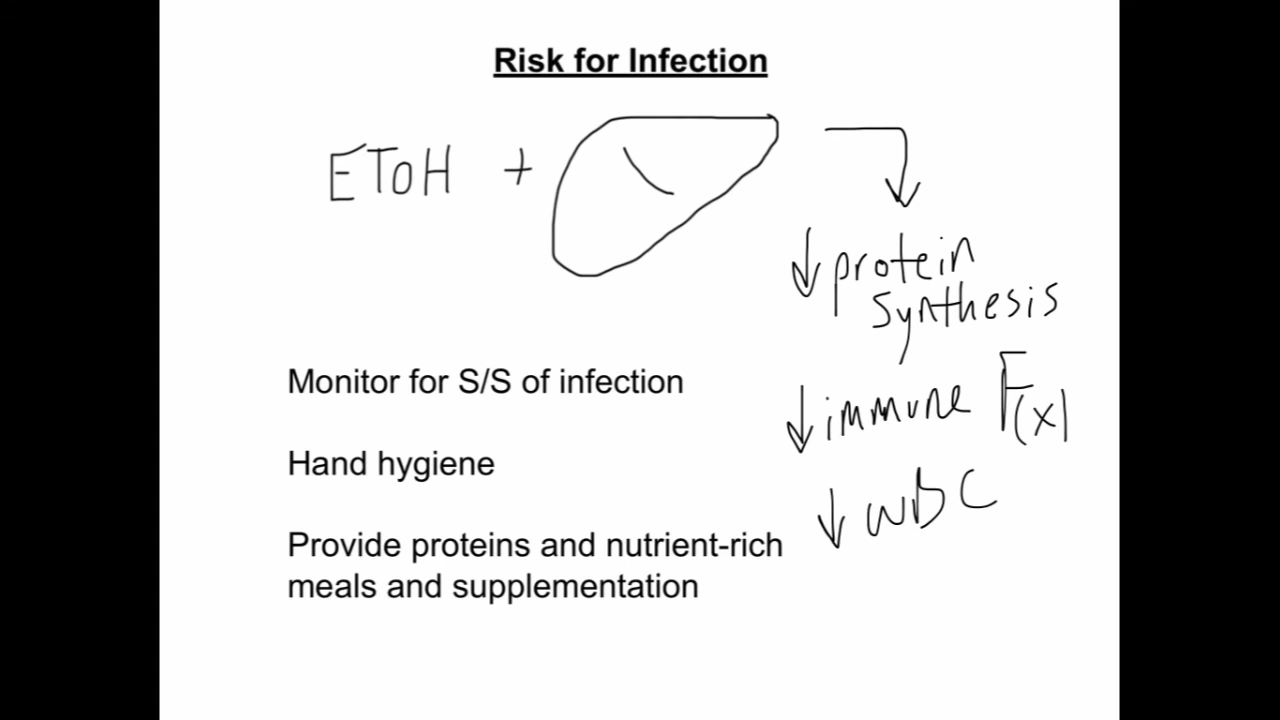 Risk for Infection
EToH +
↓ protein
synthesis
↓ immune F(x)
↓ WBC
Monitor for S/S of infection
Hand hygiene
Provide proteins and nutrient-rich
meals and supplementation